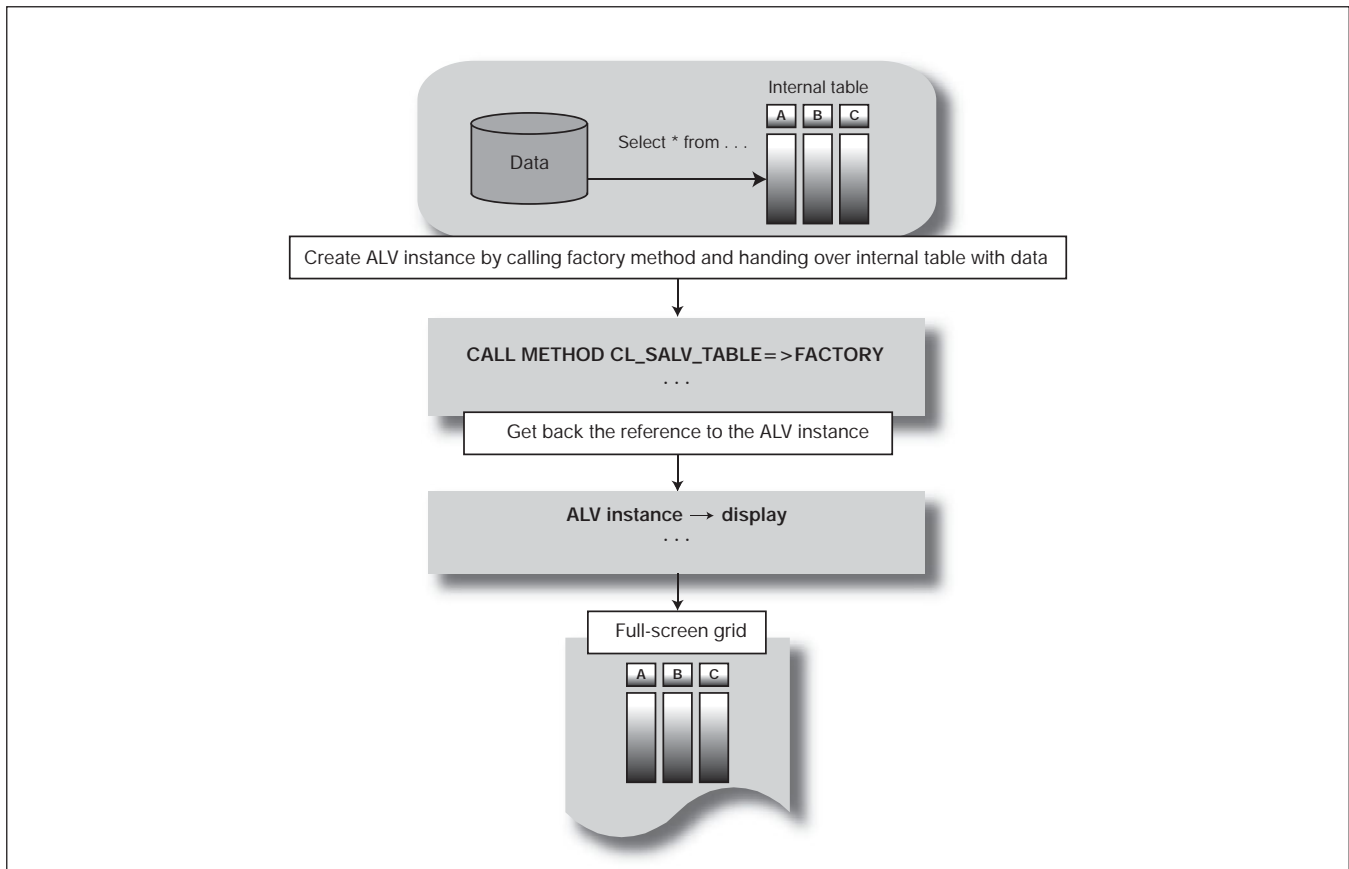 Internal table
A B C
Data
Select * from . . .
Create ALV instance by calling factory method and handing over internal table with data
CALL METHOD CL_SALV_TABLE=>FACTORY
. . .
Get back the reference to the ALV instance
ALV instance → display
. . .
Full-screen grid
A B C